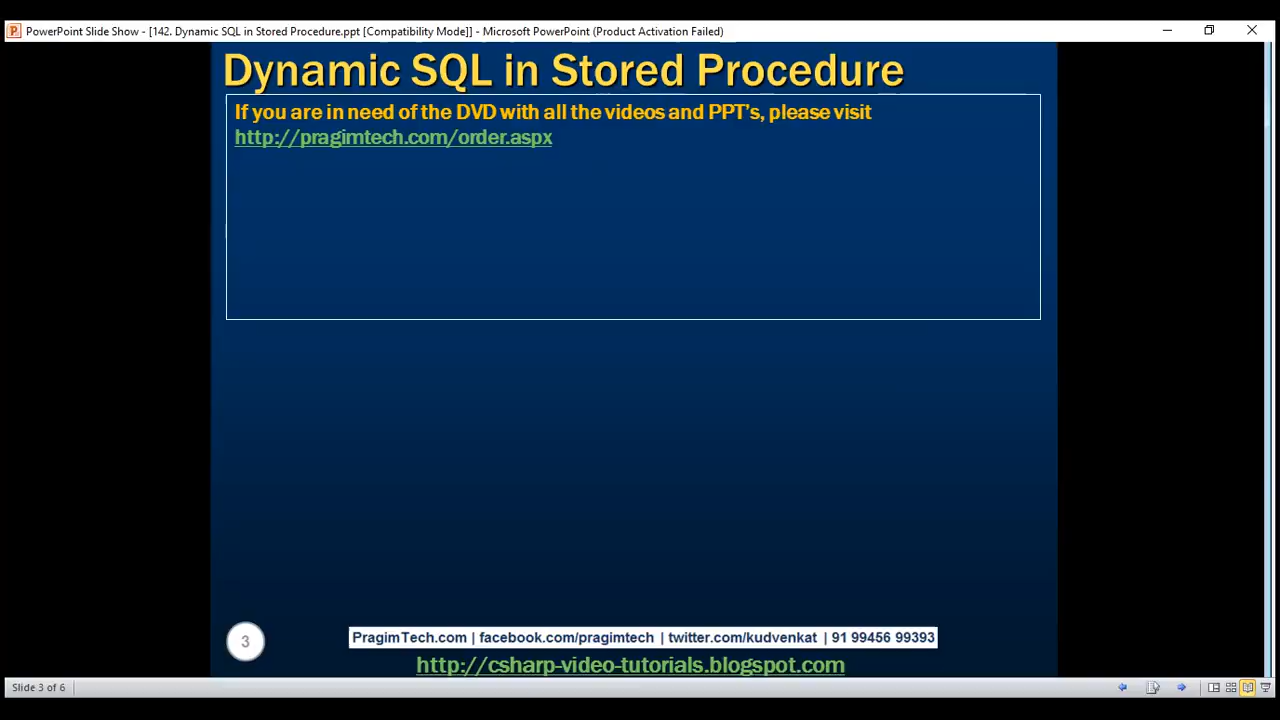 PowerPoint Slide Show - [142. Dynamic SQL in Stored Procedure.ppt [Compatibility Mode]] - Microsoft PowerPoint (Product Activation Failed)
Dynamic SQL in Stored Procedure
If you are in need of the DVD with all the videos and PPT's, please visit
http://pragimtech.com/order.aspx
3
PragimTech.com | facebook.com/pragimtech | twitter.com/kudvenkat | 91 99456 99393
http://csharp-video-tutorials.blogspot.com
Slide 3 of 6